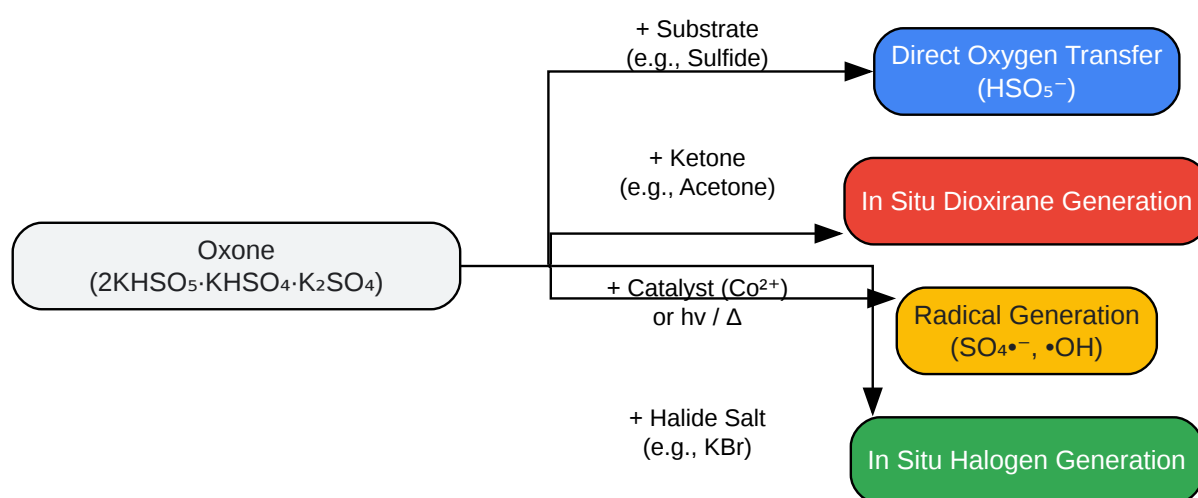 + Substrate
(e.g., Sulfide)
Direct Oxygen Transfer
(HSO₅⁻)
+ Ketone
(e.g., Acetone)
In Situ Dioxirane Generation
Oxone
(2KHSO₅·KHSO₄·K₂SO₄)
+ Catalyst (Co²⁺)
or hv / Δ
Radical Generation
(SO₄•⁻, •OH)
+ Halide Salt
(e.g., KBr)
In Situ Halogen Generation